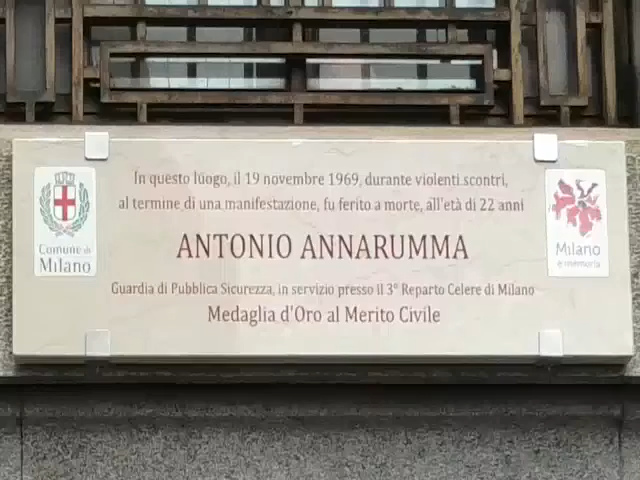 In questo luogo, il 19 novembre 1969, durante violenti scontri,
al termine di una manifestazione, fu ferito a morte, all'età di 22 anni
ANTONIO ANNARUMMA
Guardia di Pubblica Sicurezza, in servizio presso il 3° Reparto Celere di Milano
Medaglia d'Oro al Merito Civile
Comune di
Milano
Milano
è memoria